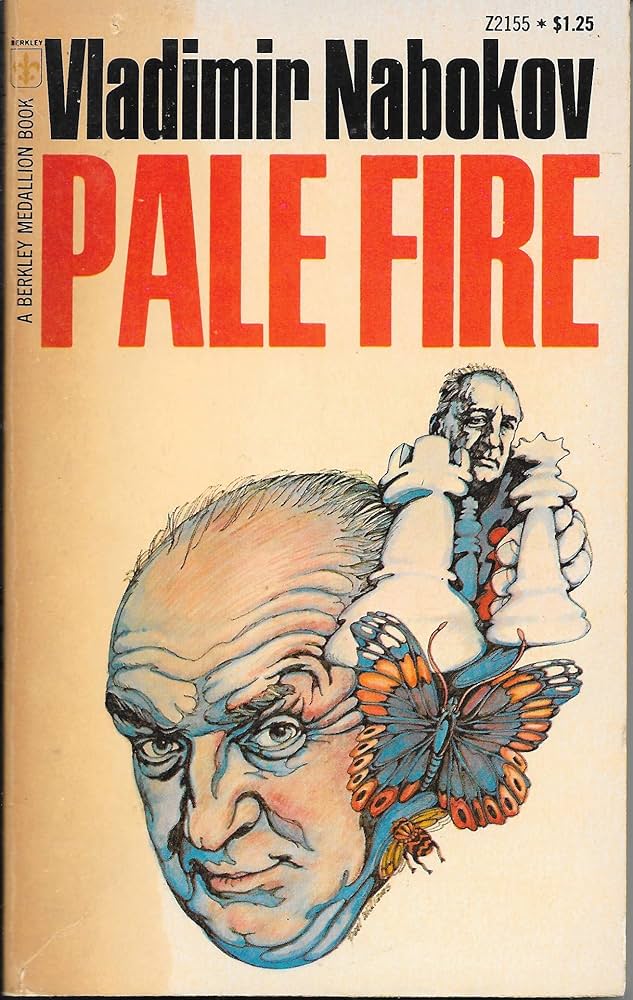 Z2155 * $1.25
BERKLEY
Vladimir Nabokov
PALE FIRE
A BERKLEY MEDALLION BOOK